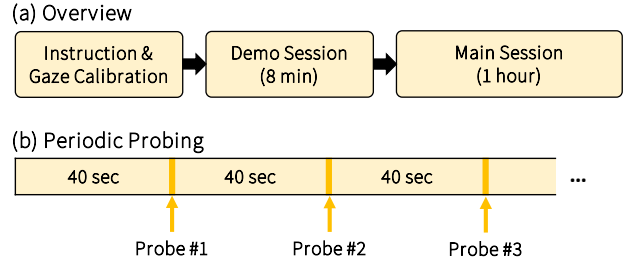 (a) Overview
Instruction &
Gaze Calibration
Demo Session
(8 min)
Main Session
(1 hour)
(b) Periodic Probing
40 sec
40 sec
40 sec
...
Probe #1
Probe #2
Probe #3